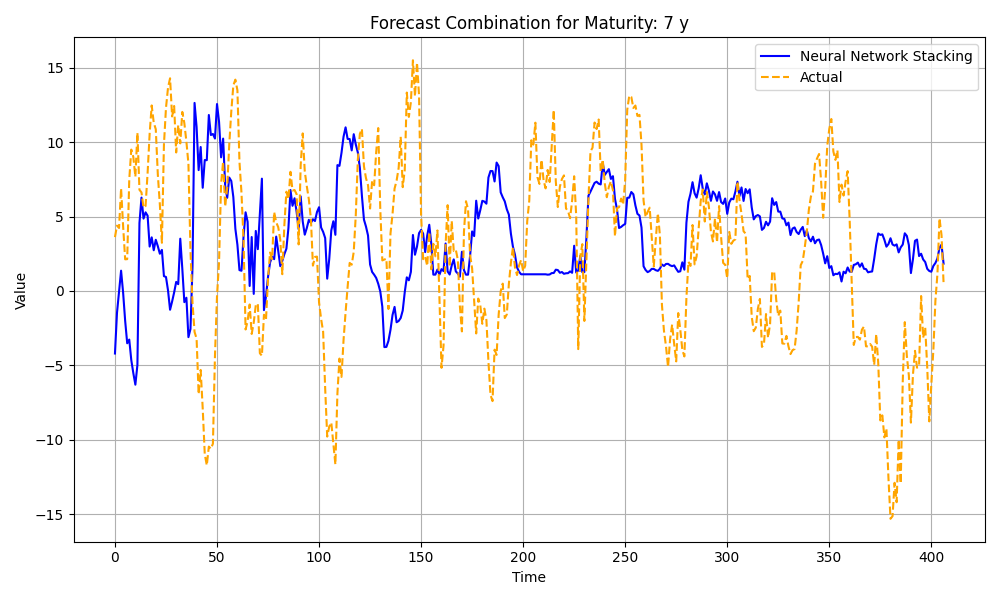 Forecast Combination for Maturity: 7 y
Neural Network Stacking
Actual
Value
15
10
5
0
−5
−10
−15
0 50 100 150 200 250 300 350 400
Time